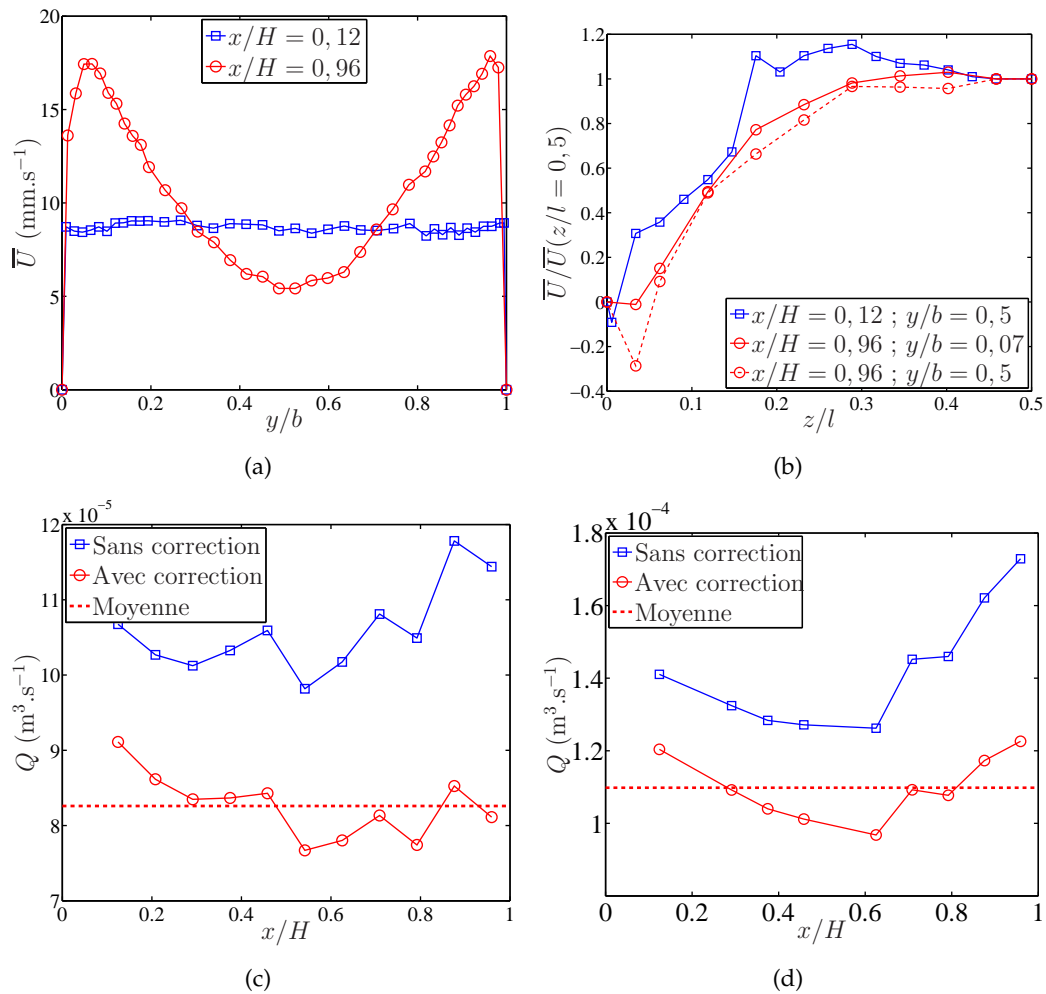 20
15
10
5
0
0
0.2
0.4
0.6
0.8
1
U̅ (mm.s⁻¹)
y/b
x/H = 0,12
x/H = 0,96
(a)
1.2
1
0.8
0.6
0.4
0.2
0
−0.2
−0.4
0
0.1
0.2
0.3
0.4
0.5
U̅/U̅(z/l = 0,5)
z/l
x/H = 0,12 ; y/b = 0,5
x/H = 0,96 ; y/b = 0,07
x/H = 0,96 ; y/b = 0,5
(b)
x 10⁻⁵
12
11
10
9
8
7
0
0.2
0.4
0.6
0.8
1
Q (m³.s⁻¹)
x/H
Sans correction
Avec correction
Moyenne
(c)
x 10⁻⁴
1.8
1.6
1.4
1.2
1
0
0.2
0.4
0.6
0.8
1
Q (m³.s⁻¹)
x/H
Sans correction
Avec correction
Moyenne
(d)